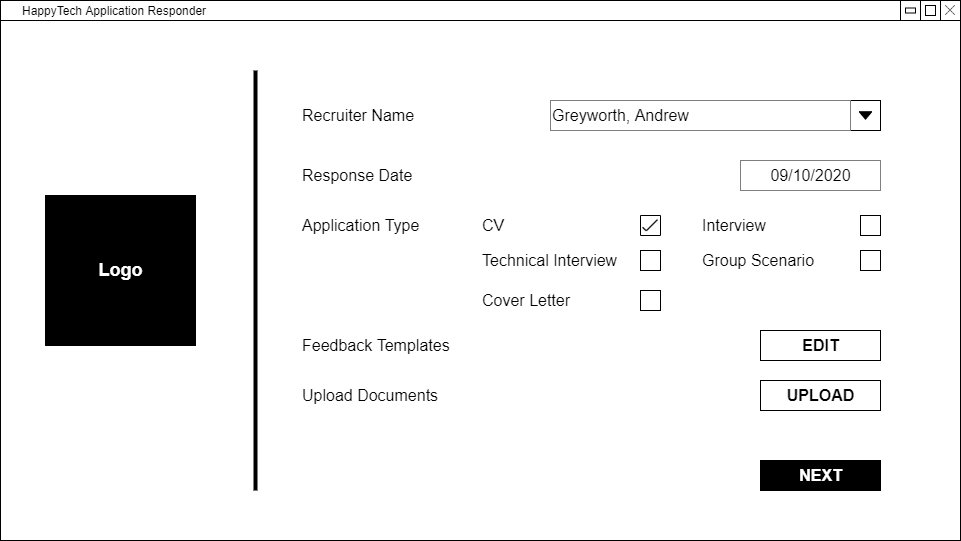 HappyTech Application Responder
Recruiter Name Greyworth, Andrew
Response Date 09/10/2020
Application Type CV Interview
Logo
Technical Interview Group Scenario
Cover Letter
Feedback Templates EDIT
Upload Documents UPLOAD
NEXT